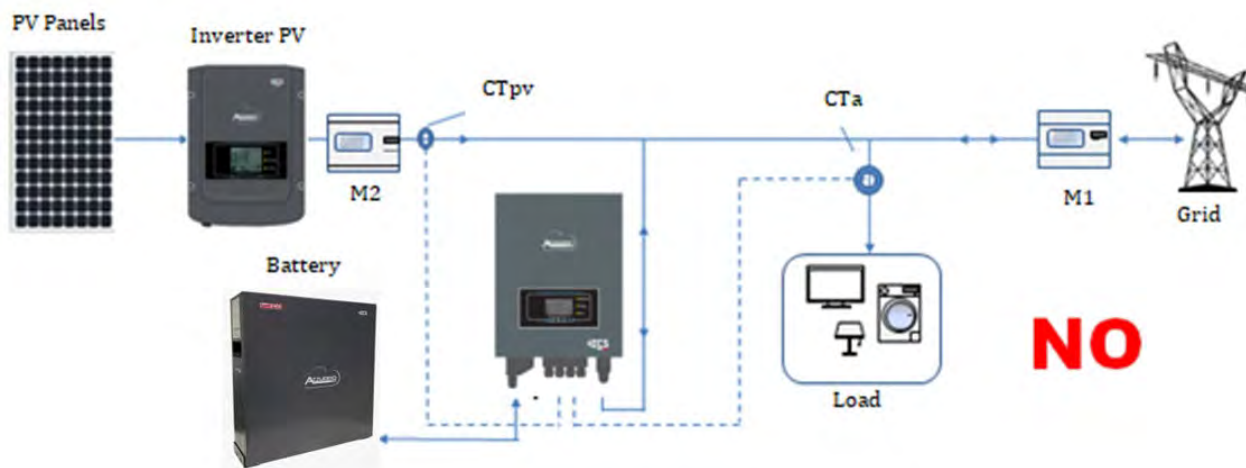 PV Panels
Inverter PV
CTpv
CTa
M2
M1
Grid
Battery
Load
NO